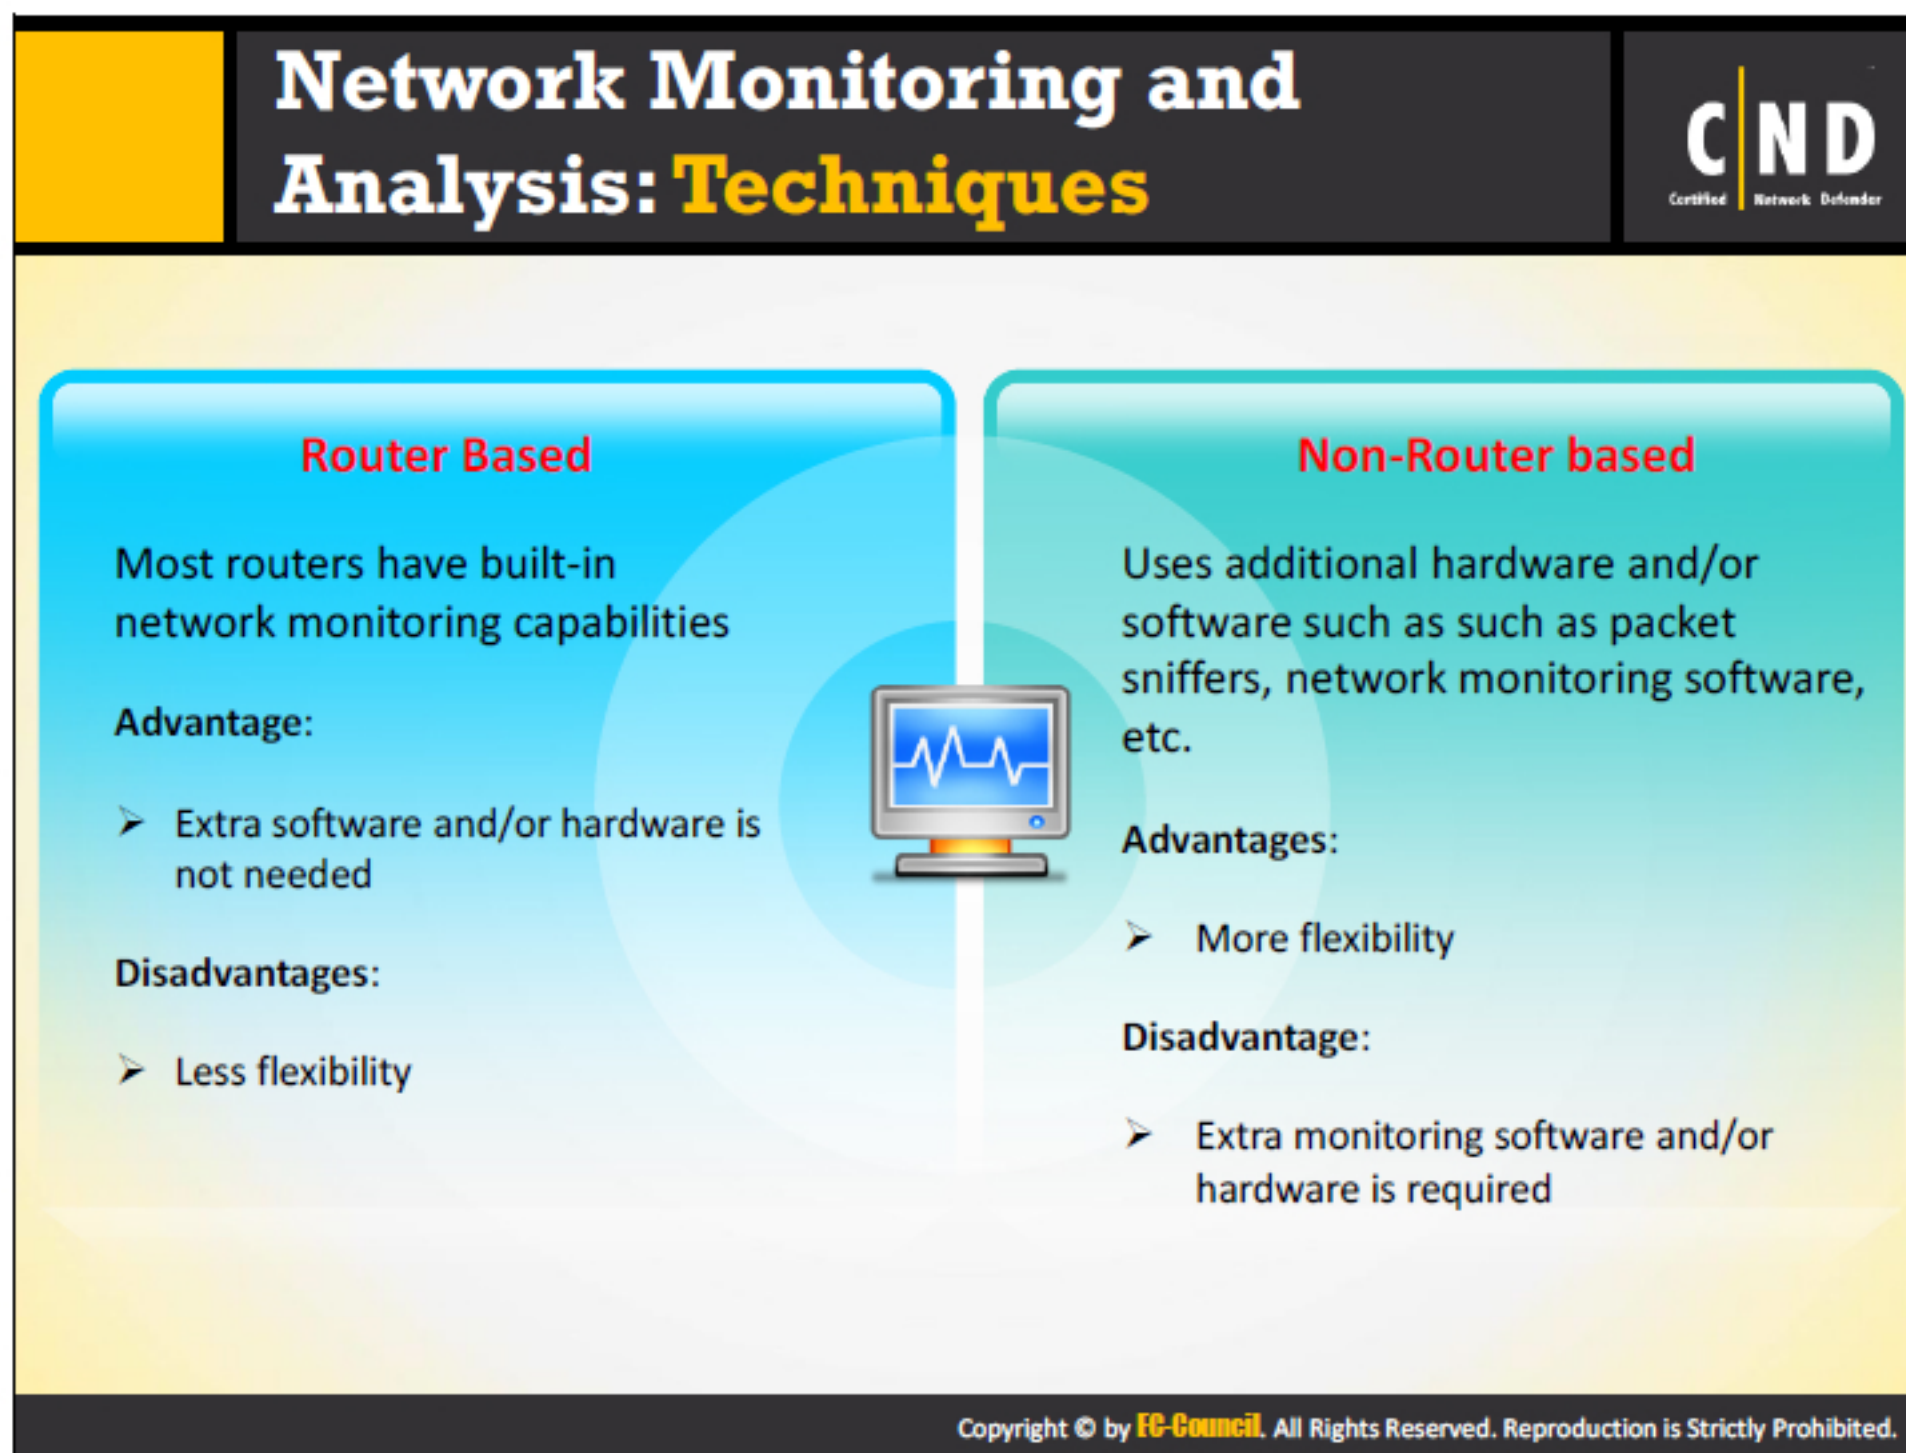 Network Monitoring and
Analysis: Techniques
C ND
Certified Network Defender
Router Based
Most routers have built-in
network monitoring capabilities
Advantage:
➢ Extra software and/or hardware is
not needed
Disadvantages:
➢ Less flexibility
Non-Router based
Uses additional hardware and/or
software such as such as packet
sniffers, network monitoring software,
etc.
Advantages:
➢ More flexibility
Disadvantage:
➢ Extra monitoring software and/or
hardware is required
Copyright © by EC-Council. All Rights Reserved. Reproduction is Strictly Prohibited.